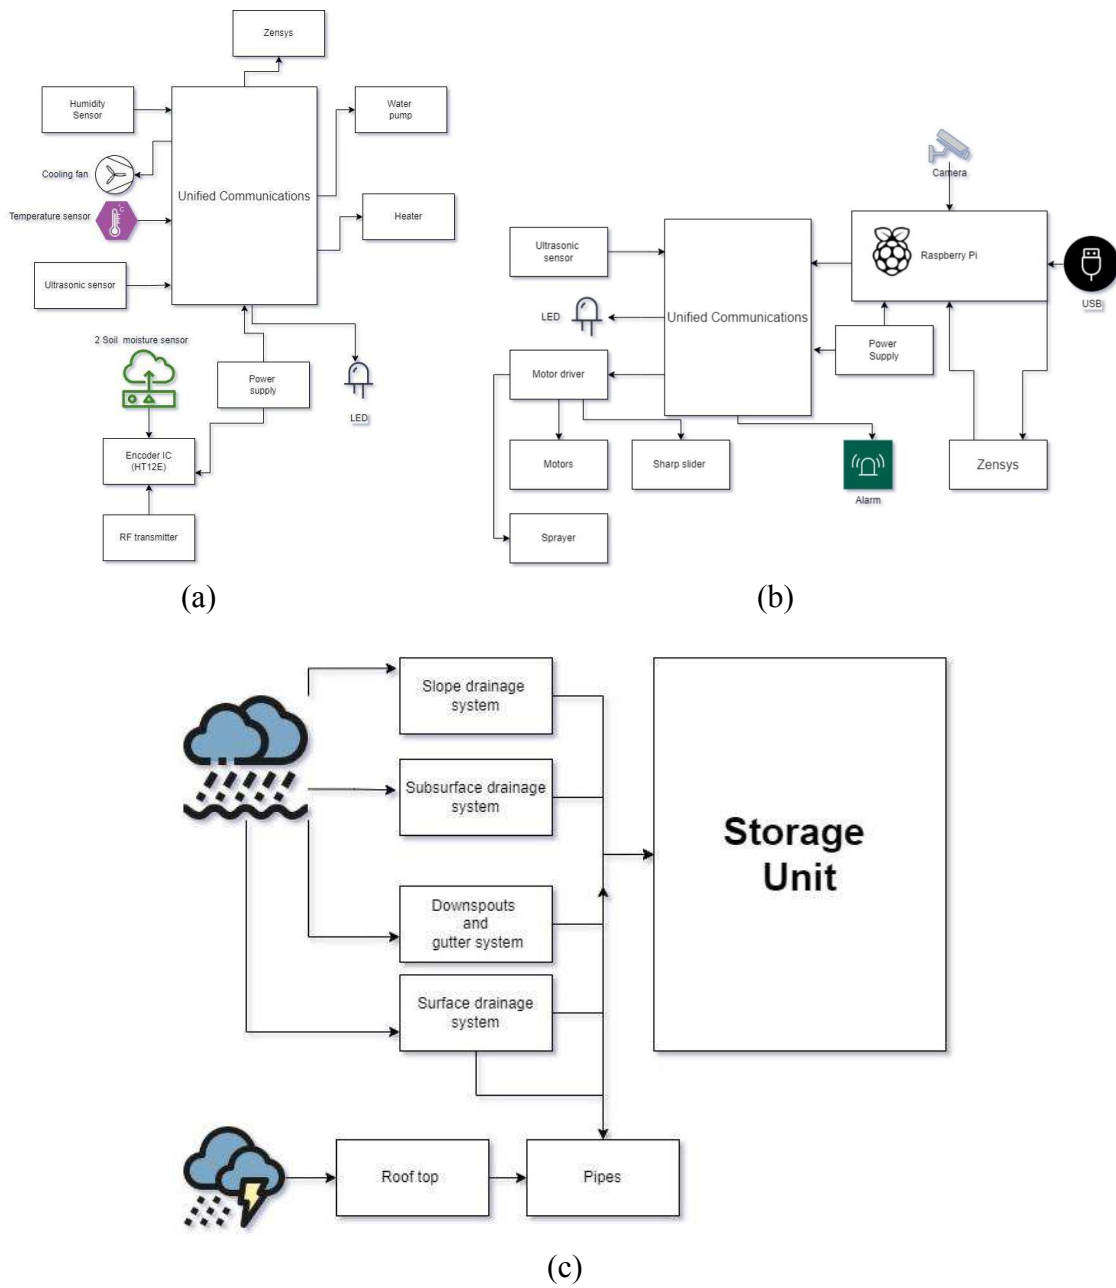 Zensys
Humidity
Sensor
Water
pump
Cooling fan
Unified Communications
°C
Temperature sensor
Heater
Ultrasonic sensor
2 Soil moisture sensor
Power
supply
LED
Encoder IC
(HT12E)
RF transmitter
(a)
Camera
Ultrasonic
sensor
Raspberry Pi
USB
LED
Unified Communications
Power
Supply
Motor driver
Motors
Sharp slider
Zensys
Alarm
Sprayer
(b)
Slope drainage
system
Subsurface drainage
system
Storage
Unit
Downspouts
and
gutter system
Surface drainage
system
Roof top
Pipes
(c)